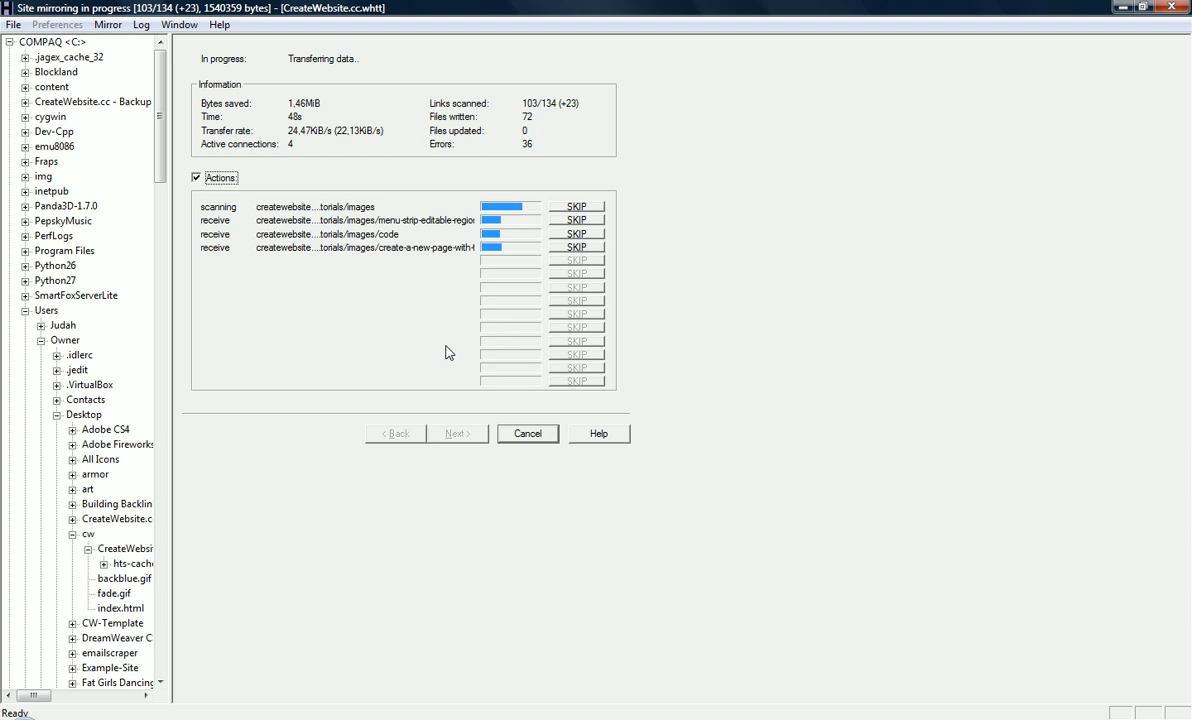 Site mirroring in progress [103/134 (+23), 1540359 bytes] - [CreateWebsite.cc.whtt]
File Preferences Mirror Log Window Help
COMPAQ <C:>
.jagex_cache_32
Blockland
content
CreateWebsite.cc - Backup
cygwin
Dev-Cpp
emu8086
Fraps
img
inetpub
Panda3D-1.7.0
PepskyMusic
PerfLogs
Program Files
Python26
Python27
SmartFoxServerLite
Users
Judah
Owner
.idlerc
.jedit
.VirtualBox
Contacts
Desktop
Adobe CS4
Adobe Fireworks
All Icons
armor
art
Building Backlin
CreateWebsite.c
cw
CreateWebsi
hts-cache
backblue.gif
fade.gif
index.html
CW-Template
DreamWeaver C
emailscraper
Example-Site
Fat Girls Dancing
In progress: Transferring data..
Information
Bytes saved: 1,46MiB Links scanned: 103/134 (+23)
Time: 48s Files written: 72
Transfer rate: 24,47KiB/s (22,13KiB/s) Files updated: 0
Active connections: 4 Errors: 36
Actions:
scanning createwebsite....torials/images SKIP
receive createwebsite....torials/images/menu-strip-editable-region SKIP
receive createwebsite....torials/images/code SKIP
receive createwebsite....torials/images/create-a-new-page-with-t SKIP
SKIP
SKIP
SKIP
SKIP
SKIP
SKIP
SKIP
SKIP
SKIP
SKIP
< Back Next > Cancel Help
Ready